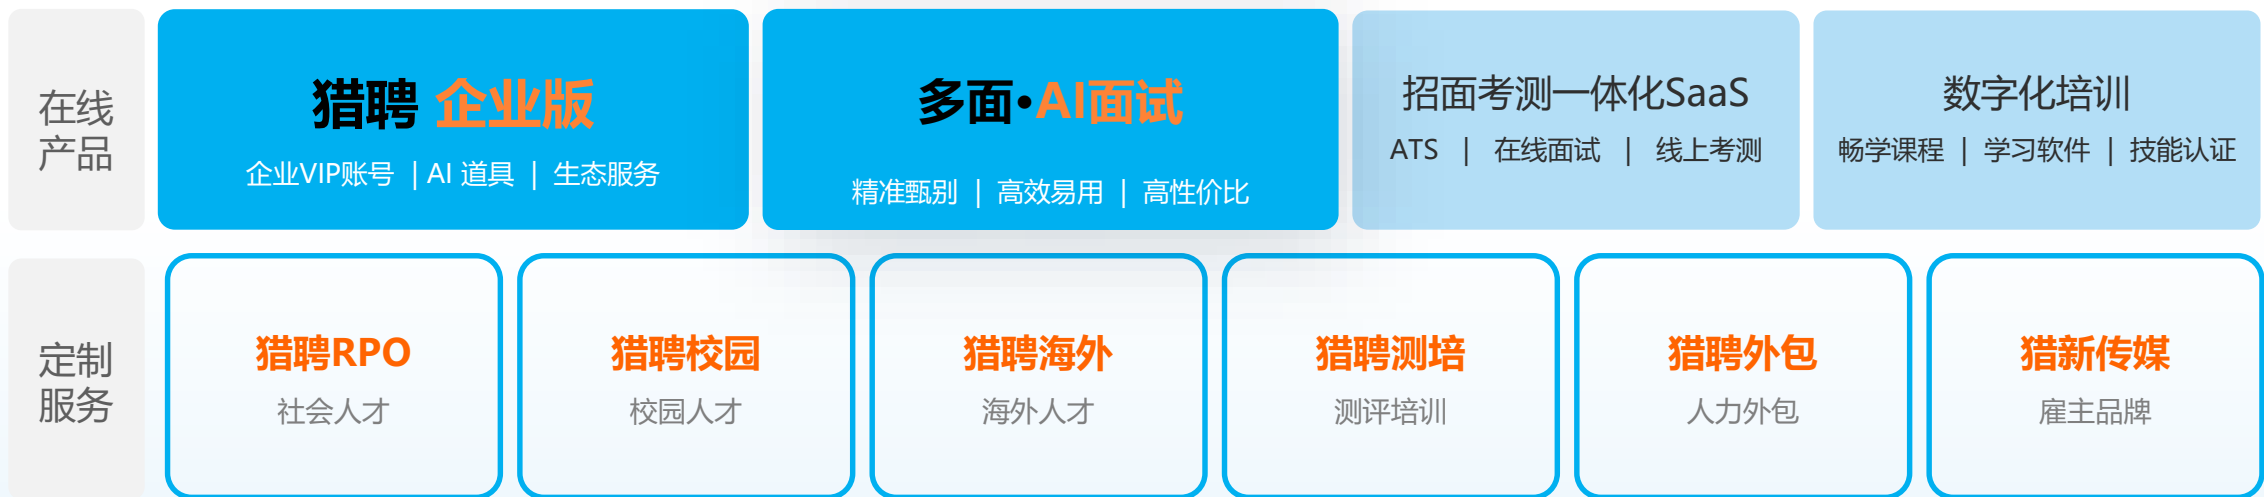 在线
产品
猎聘 企业版
企业VIP账号 | AI 道具 | 生态服务
多面·AI面试
精准甄别 | 高效易用 | 高性价比
招面考测一体化SaaS
ATS | 在线面试 | 线上考测
数字化培训
畅学课程 | 学习软件 | 技能认证
定制
服务
猎聘RPO
社会人才
猎聘校园
校园人才
猎聘海外
海外人才
猎聘测培
测评培训
猎聘外包
人力外包
猎新传媒
雇主品牌